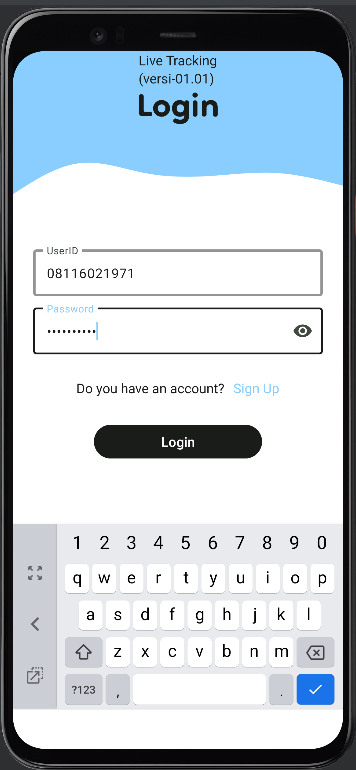 Live Tracking
(versi-01.01)
Login
UserID
08116021971
Password
••••••••••
Do you have an account? Sign Up
Login
1 2 3 4 5 6 7 8 9 0
q w e r t y u i o p
a s d f g h j k l
z x c v b n m
?123 , .